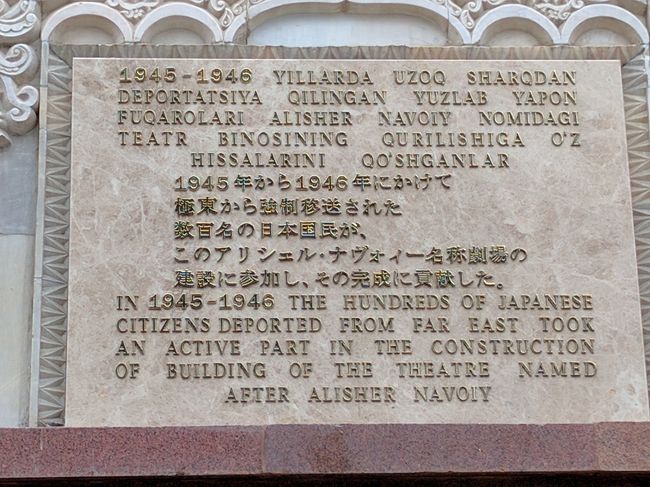 1945-1946 YILLARDA UZOQ SHARQDAN
DEPORTATSIYA QILINGAN YUZLAB YAPON
FUQAROLARI ALISHER NAVOIY NOMIDAGI
TEATR BINOSINING QURILISHIGA O'Z
HISSALARINI QO'SHGANLAR
1945年から1946年にかけて
極東から強制移送された
数百名の日本国民が、
このアリシェル・ナヴォィー名称劇場の
建設に参加し、その完成に貢献した。
IN 1945-1946 THE HUNDREDS OF JAPANESE
CITIZENS DEPORTED FROM FAR EAST TOOK
AN ACTIVE PART IN THE CONSTRUCTION
OF BUILDING OF THE THEATRE NAMED
AFTER ALISHER NAVOIY